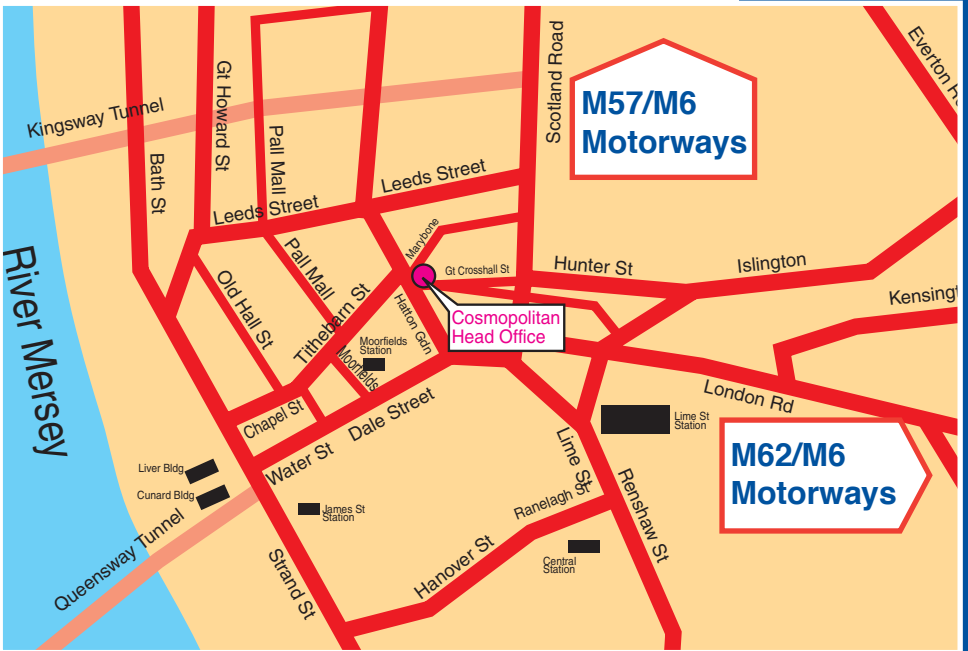 Kingsway Tunnel
Bath St
Gt Howard St
Pall Mall
Leeds Street
Leeds Street
Scotland Road
M57/M6
Motorways
Everton R
River Mersey
Old Hall St
Pall Mall
Tithebarn St
Marybone
Gt Crosshall St
Hatton Gdn
Hunter St
Islington
Kensingt
Cosmopolitan
Head Office
Moorfields
Station
Moorfields
Chapel St
Dale Street
Water St
London Rd
Lime St
Station
Lime St
M62/M6
Motorways
Liver Bldg
Cunard Bldg
Queensway Tunnel
James St
Station
Strand St
Hanover St
Ranelagh St
Renshaw St
Central
Station